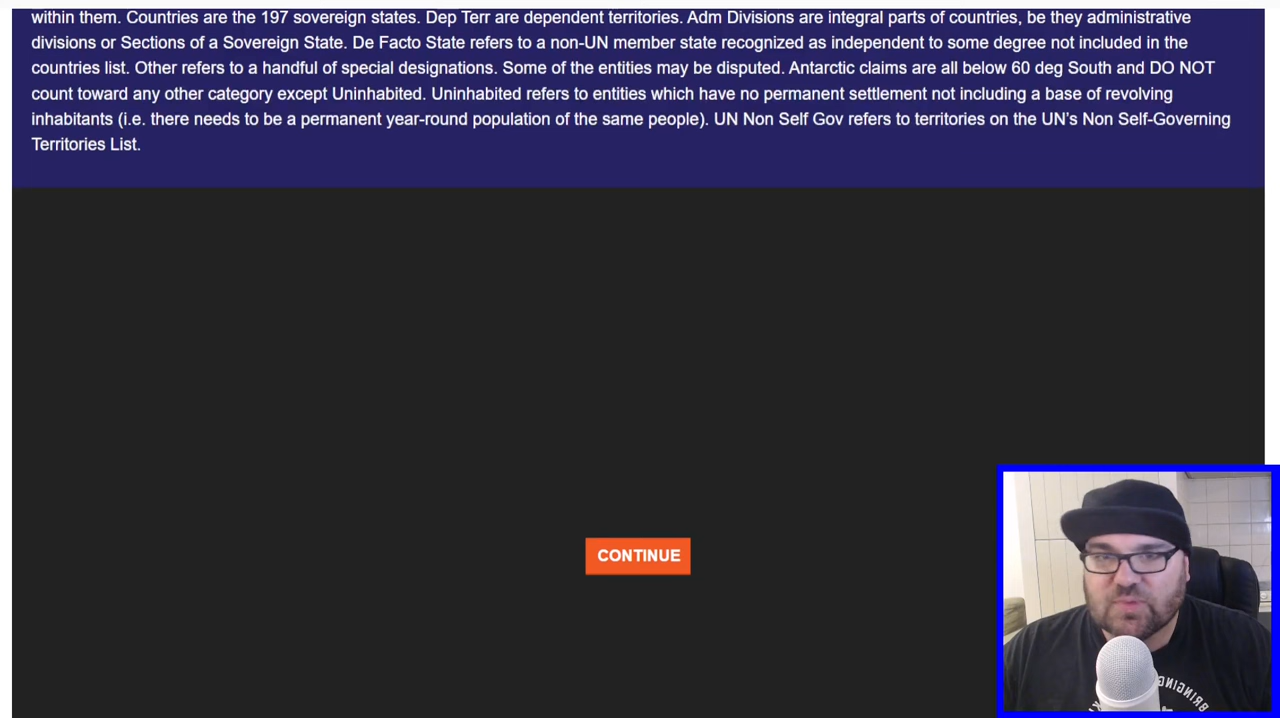 within them. Countries are the 197 sovereign states. Dep Terr are dependent territories. Adm Divisions are integral parts of countries, be they administrative
divisions or Sections of a Sovereign State. De Facto State refers to a non-UN member state recognized as independent to some degree not included in the
countries list. Other refers to a handful of special designations. Some of the entities may be disputed. Antarctic claims are all below 60 deg South and DO NOT
count toward any other category except Uninhabited. Uninhabited refers to entities which have no permanent settlement not including a base of revolving
inhabitants (i.e. there needs to be a permanent year-round population of the same people). UN Non Self Gov refers to territories on the UN's Non Self-Governing
Territories List.
CONTINUE
BRINGING